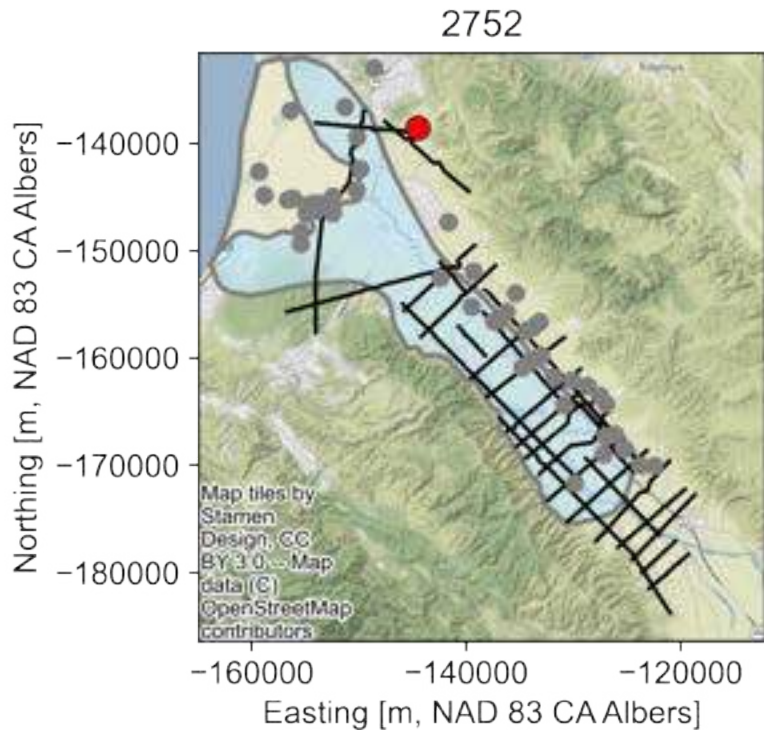 2752
Northing [m, NAD 83 CA Albers]
−140000
−150000
−160000
−170000
−180000
Map tiles by
Stamen
Design, CC
BY 3.0 -- Map
data (C)
OpenStreetMap
contributors
−160000
−140000
−120000
Easting [m, NAD 83 CA Albers]